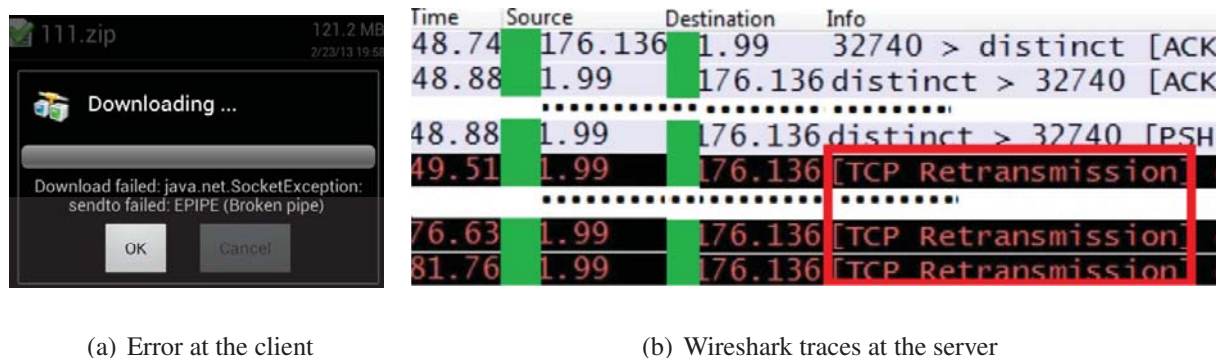 111.zip 121.2 MB
2/23/13 19:58
Downloading ...
Download failed: java.net.SocketException:
sendto failed: EPIPE (Broken pipe)
OK Cancel
Time Source Destination Info
48.74 176.136 1.99 32740 > distinct [ACK
48.88 1.99 176.136 distinct > 32740 [ACK
48.88 1.99 176.136 distinct > 32740 [PSH
49.51 1.99 176.136 [TCP Retransmission]
76.63 1.99 176.136 [TCP Retransmission]
81.76 1.99 176.136 [TCP Retransmission]
(a) Error at the client (b) Wireshark traces at the server